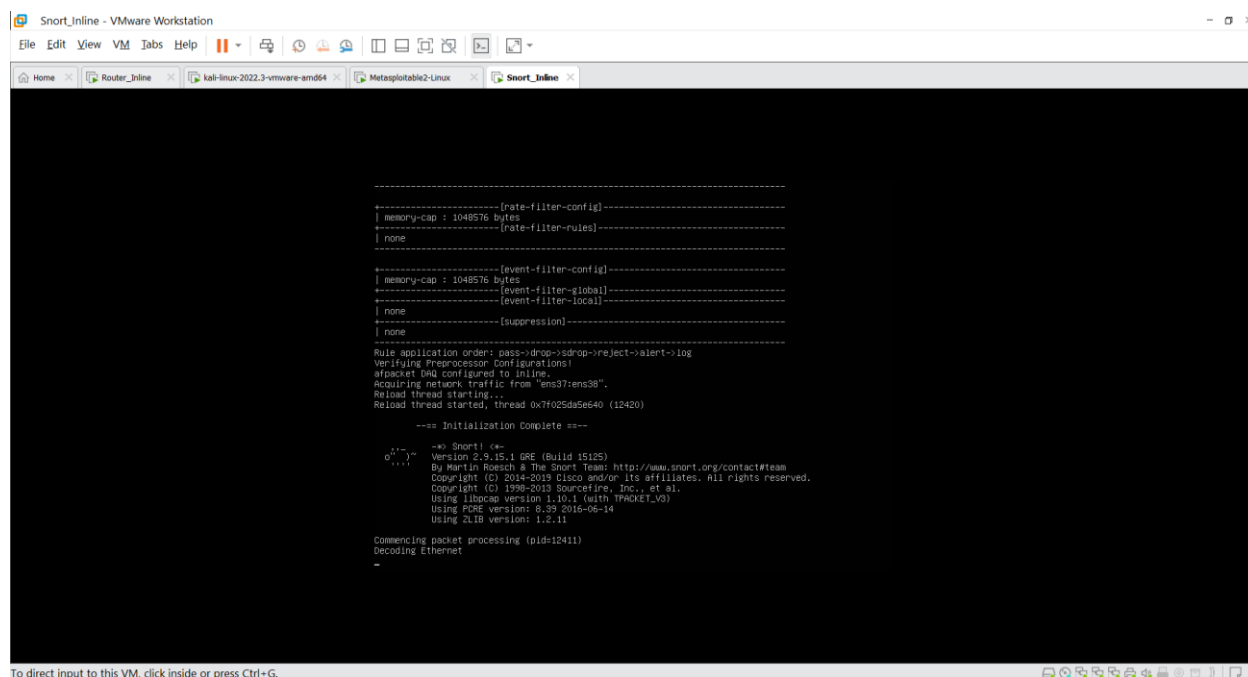 Snort_Inline - VMware Workstation
File Edit View VM Tabs Help
Home Router_Inline kali-linux-2022.3-vmware-amd64 Metasploitable2-Linux Snort_Inline
--------------------------------------------------------------------------------
+-----------------------[rate-filter-config]-----------------------------------
| memory-cap : 1048576 bytes
+-----------------------[rate-filter-rules]------------------------------------
| none
--------------------------------------------------------------------------------
+-----------------------[event-filter-config]----------------------------------
| memory-cap : 1048576 bytes
+-----------------------[event-filter-global]----------------------------------
+-----------------------[event-filter-local]-----------------------------------
| none
+-----------------------[suppression]------------------------------------------
| none
--------------------------------------------------------------------------------
Rule application order: pass->drop->sdrop->reject->alert->log
Verifying Preprocessor Configurations!
afpacket DAQ configured to inline.
Acquiring network traffic from "ens37:ens38".
Reload thread starting...
Reload thread started, thread 0x7f025da5e640 (12420)
--== Initialization Complete ==--
,,_ -*> Snort! <*-
o" )~ Version 2.9.15.1 GRE (Build 15125)
'''' By Martin Roesch & The Snort Team: http://www.snort.org/contact#team
Copyright (C) 2014-2019 Cisco and/or its affiliates. All rights reserved.
Copyright (C) 1998-2013 Sourcefire, Inc., et al.
Using libpcap version 1.10.1 (with TPACKET_V3)
Using PCRE version: 8.39 2016-06-14
Using ZLIB version: 1.2.11
Commencing packet processing (pid=12411)
Decoding Ethernet
To direct input to this VM, click inside or press Ctrl+G.